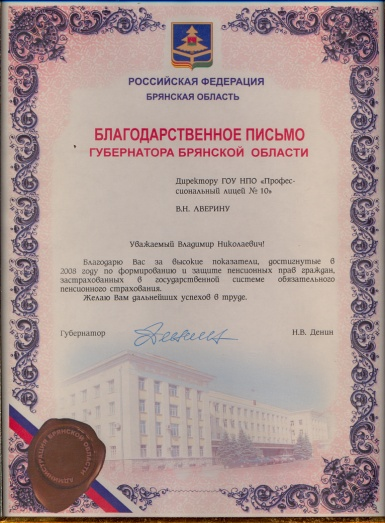 РОССИЙСКАЯ ФЕДЕРАЦИЯ
БРЯНСКАЯ ОБЛАСТЬ
БЛАГОДАРСТВЕННОЕ ПИСЬМО
ГУБЕРНАТОРА БРЯНСКОЙ ОБЛАСТИ
Директору ГОУ НПО «Профес-
сиональный лицей № 10»
В.Н. АВЕРИНУ
Уважаемый Владимир Николаевич!
Благодарю Вас за высокие показатели, достигнутые в
2008 году по формированию и защите пенсионных прав граждан,
застрахованных в государственной системе обязательного
пенсионного страхования.
Желаю Вам дальнейших успехов в труде.
Губернатор Н.В. Денин
АДМИНИСТРАЦИЯ БРЯНСКОЙ ОБЛАСТИ